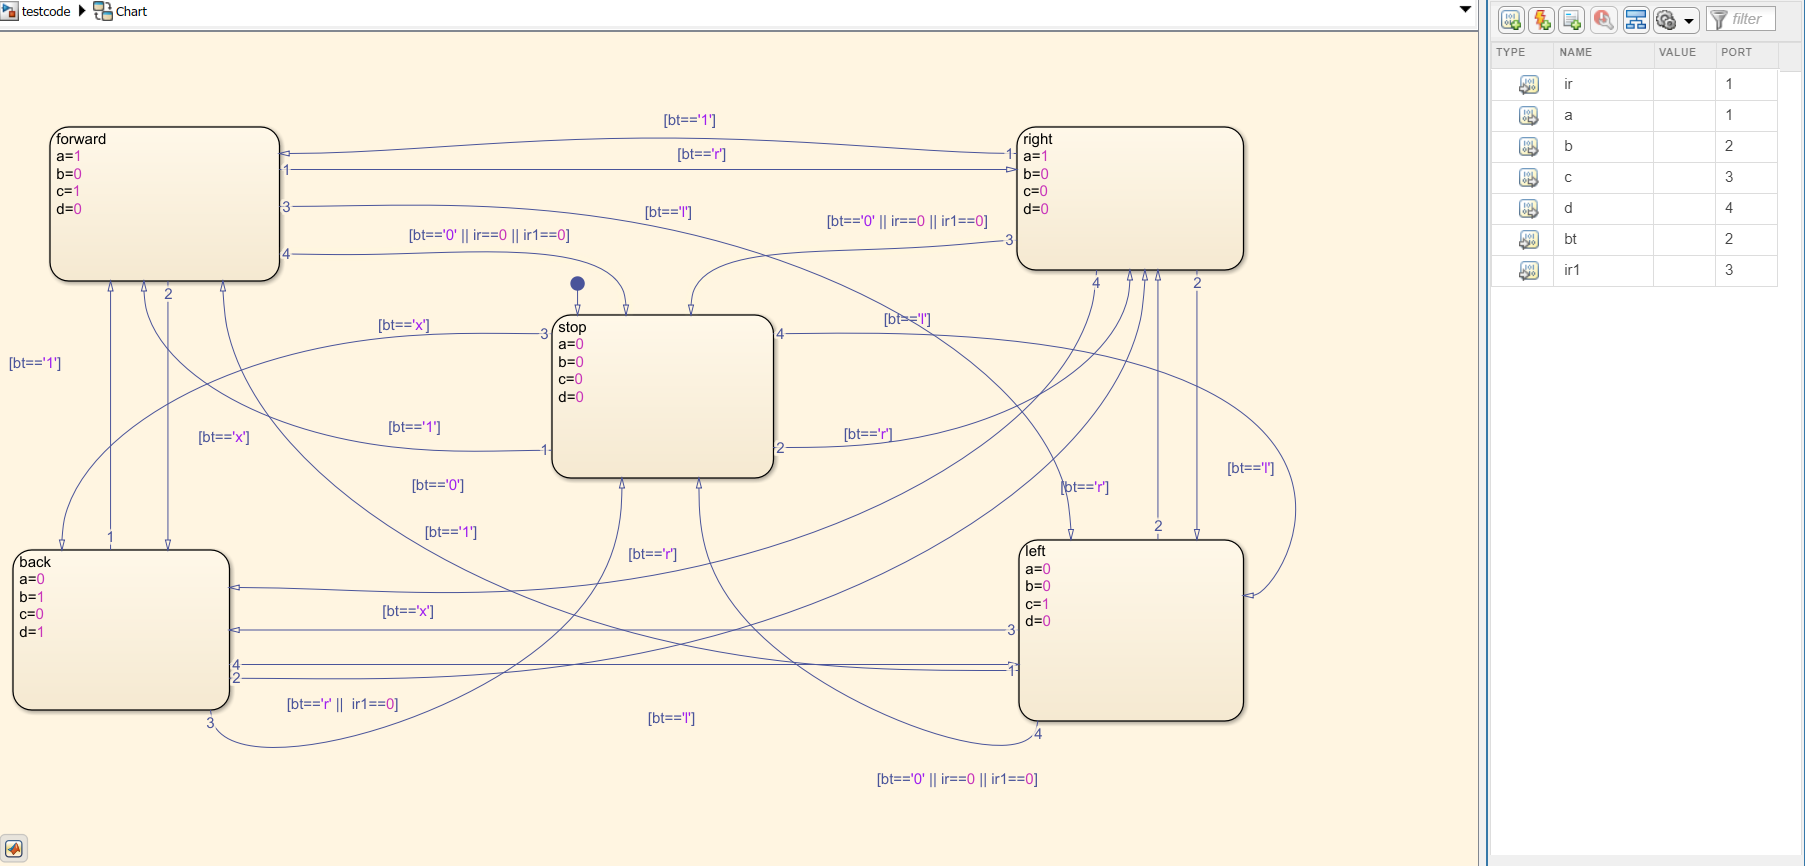 testcode
Chart
filter
TYPE NAME VALUE PORT
ir 1
a 1
b 2
c 3
d 4
bt 2
ir1 3
forward
a=1
b=0
c=1
d=0
right
a=1
b=0
c=0
d=0
[bt=='1']
1
[bt=='r']
1
3
[bt=='l']
[bt=='0' || ir==0 || ir1==0]
4
[bt=='0' || ir==0 || ir1==0]
3
2
4
2
[bt=='x']
3
stop
a=0
b=0
c=0
d=0
4
[bt=='l']
[bt=='1']
[bt=='x']
[bt=='1']
1
2
[bt=='r']
[bt=='l']
[bt=='0']
[bt=='r']
[bt=='1']
[bt=='r']
1
2
back
a=0
b=1
c=0
d=1
left
a=0
b=0
c=1
d=0
[bt=='x']
3
4
1
2
[bt=='r' || ir1==0]
3
[bt=='l']
4
[bt=='0' || ir==0 || ir1==0]